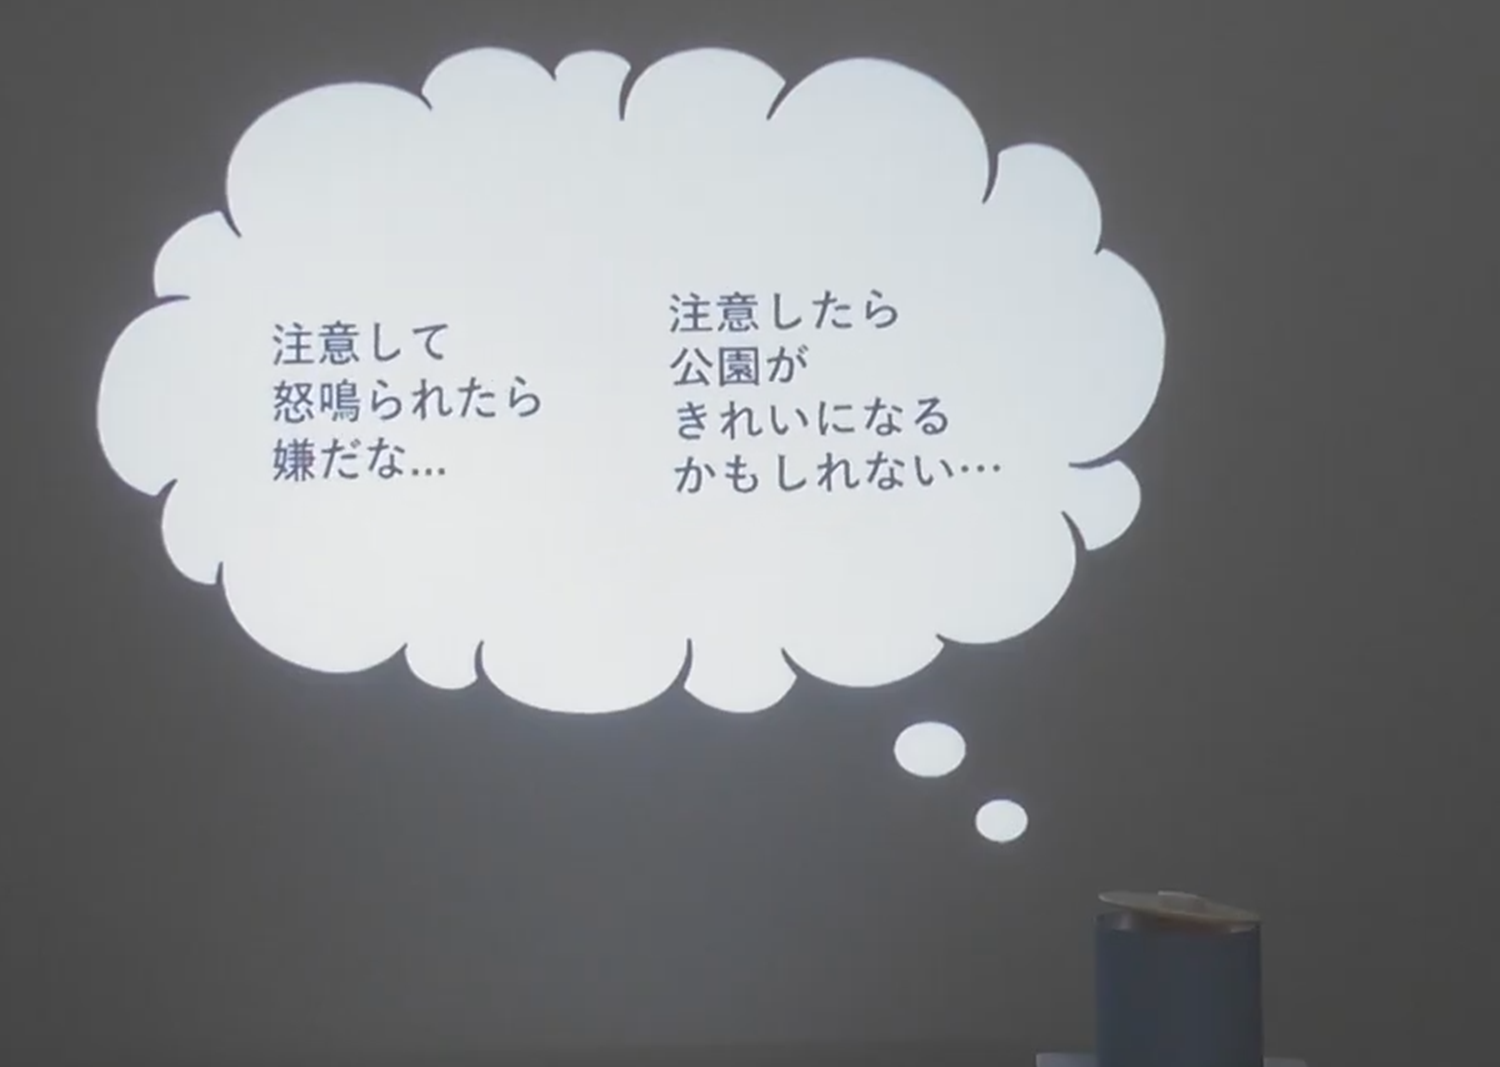 注意して
怒鳴られたら
嫌だな...
注意したら
公園が
きれいになる
かもしれない…